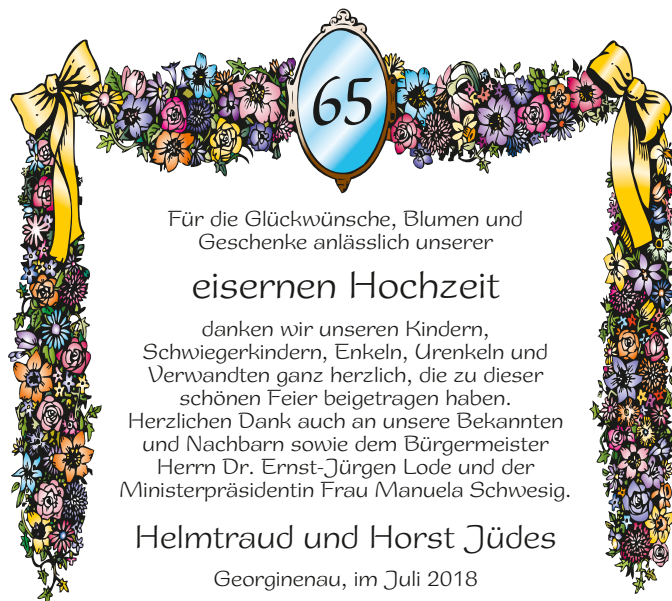 65
Für die Glückwünsche, Blumen und
Geschenke anlässlich unserer
eisernen Hochzeit
danken wir unseren Kindern,
Schwiegerkindern, Enkeln, Urenkeln und
Verwandten ganz herzlich, die zu dieser
schönen Feier beigetragen haben.
Herzlichen Dank auch an unsere Bekannten
und Nachbarn sowie dem Bürgermeister
Herrn Dr. Ernst-Jürgen Lode und der
Ministerpräsidentin Frau Manuela Schwesig.
Helmtraud und Horst Jüdes
Georginenau, im Juli 2018